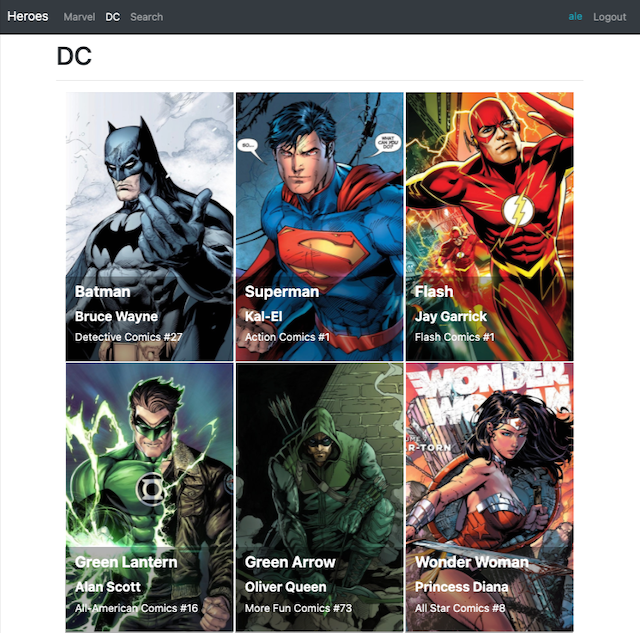 Heroes Marvel DC Search ale Logout
DC
SO...
WHAT
CAN YOU
DO?
Batman
Bruce Wayne
Detective Comics #27
Superman
Kal-El
Action Comics #1
Flash
Jay Garrick
Flash Comics #1
WONDER
WOMAN
R-TORN
Green Lantern
Alan Scott
All-American Comics #16
Green Arrow
Oliver Queen
More Fun Comics #73
Wonder Woman
Princess Diana
All Star Comics #8